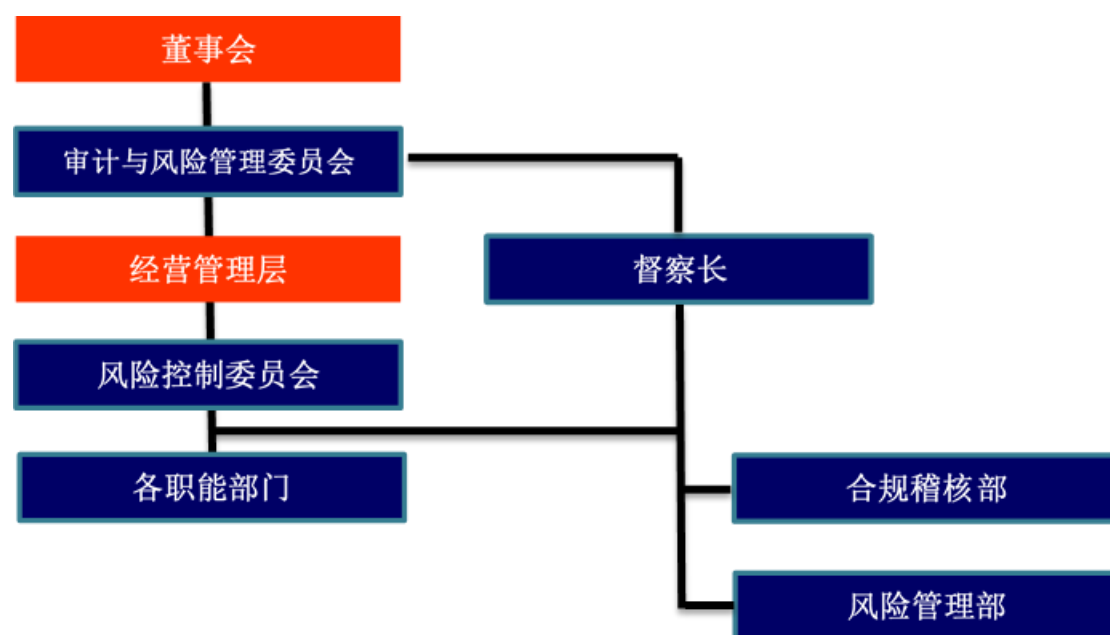 董事会
审计与风险管理委员会
经营管理层
督察长
风险控制委员会
各职能部门
合规稽核部
风险管理部